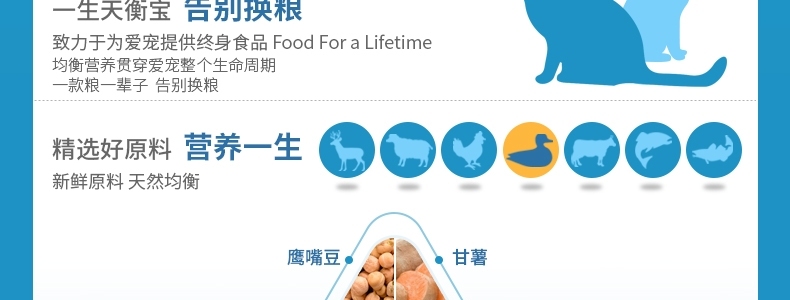 一生天衡宝 告别换粮
致力于为爱宠提供终身食品 Food For a Lifetime
均衡营养贯穿爱宠整个生命周期
一款粮一辈子 告别换粮
精选好原料 营养一生
新鲜原料 天然均衡
鹰嘴豆 甘薯